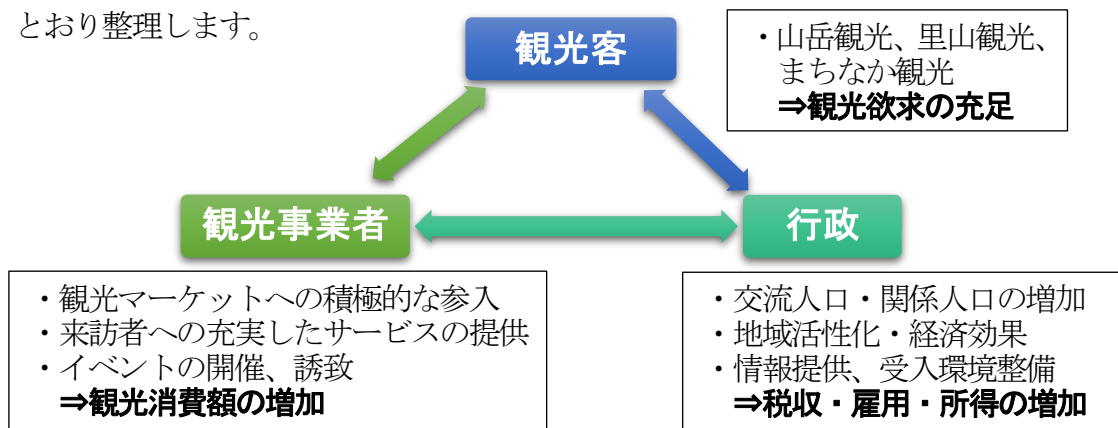 とおり整理します。
観光客
・山岳観光、里山観光、
まちなか観光
⇒観光欲求の充足
観光事業者
行政
・観光マーケットへの積極的な参入
・来訪者への充実したサービスの提供
・イベントの開催、誘致
⇒観光消費額の増加
・交流人口・関係人口の増加
・地域活性化・経済効果
・情報提供、受入環境整備
⇒税収・雇用・所得の増加